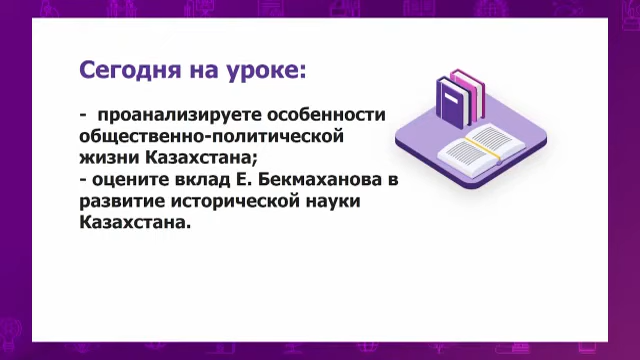 Сегодня на уроке:
- проанализируете особенности
общественно-политической
жизни Казахстана;
- оцените вклад Е. Бекмаханова в
развитие исторической науки
Казахстана.